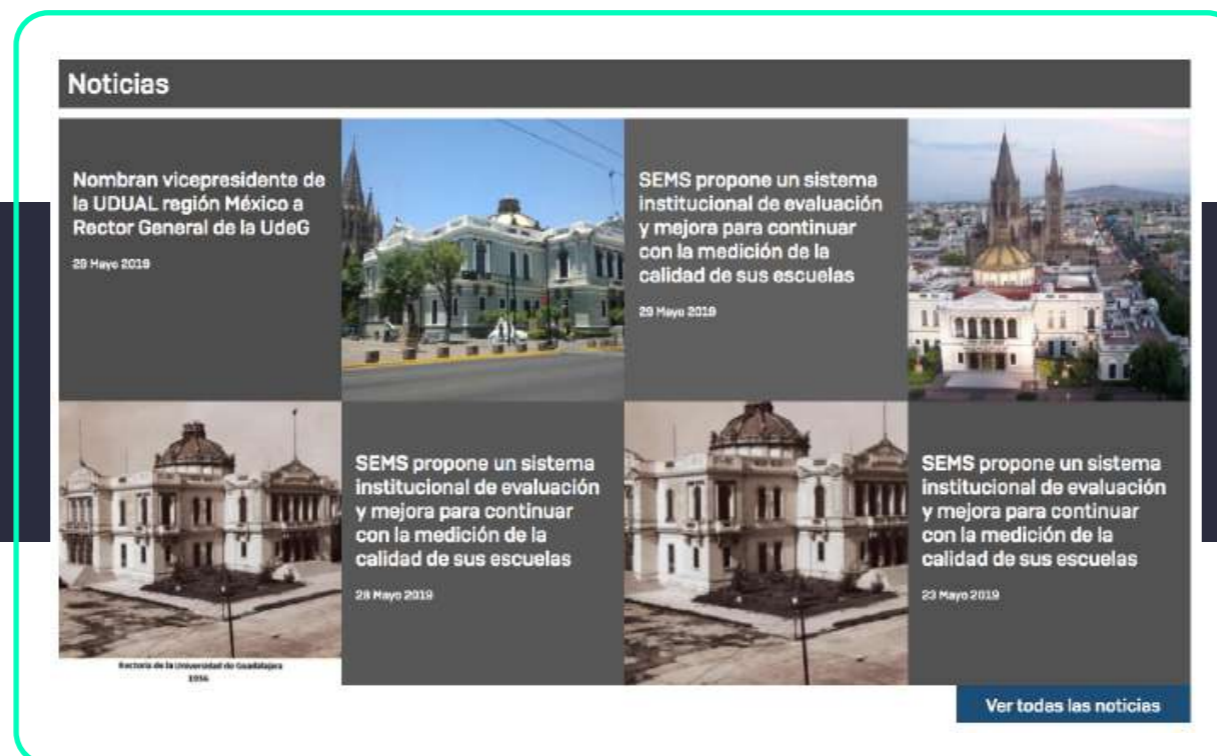 Noticias
Nombran vicepresidente de
la UDUAL región México a
Rector General de la UdeG
29 Mayo 2019
SEMS propone un sistema
institucional de evaluación
y mejora para continuar
con la medición de la
calidad de sus escuelas
29 Mayo 2019
Rectoría de la Universidad de Guadalajara
SEMS propone un sistema
institucional de evaluación
y mejora para continuar
con la medición de la
calidad de sus escuelas
28 Mayo 2019
SEMS propone un sistema
institucional de evaluación
y mejora para continuar
con la medición de la
calidad de sus escuelas
23 Mayo 2019
Ver todas las noticias